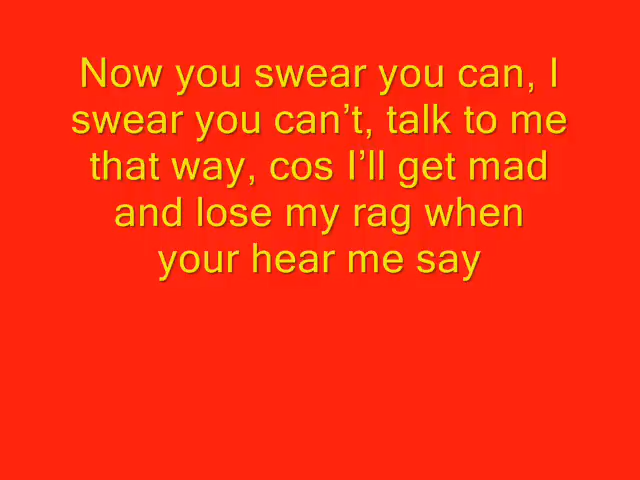 Now you swear you can, I
swear you can’t, talk to me
that way, cos I’ll get mad
and lose my rag when
your hear me say